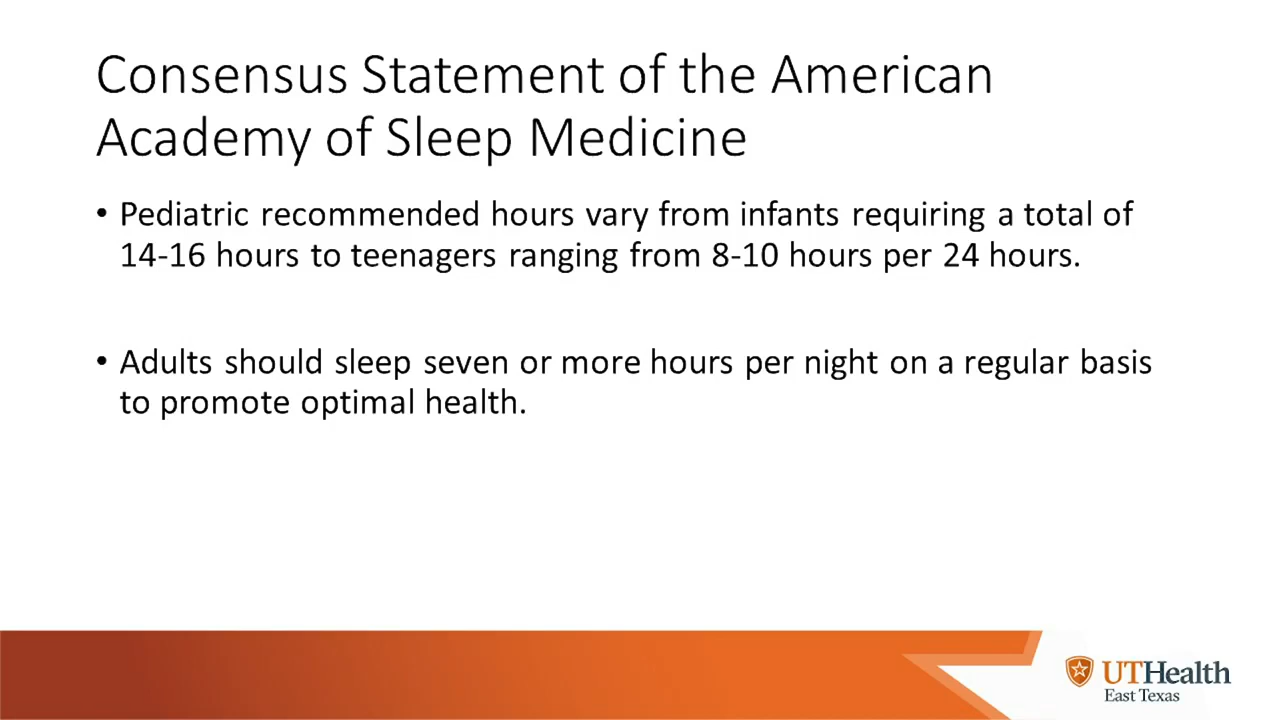 Consensus Statement of the American
Academy of Sleep Medicine
• Pediatric recommended hours vary from infants requiring a total of
14-16 hours to teenagers ranging from 8-10 hours per 24 hours.
• Adults should sleep seven or more hours per night on a regular basis
to promote optimal health.
UTHealth
East Texas